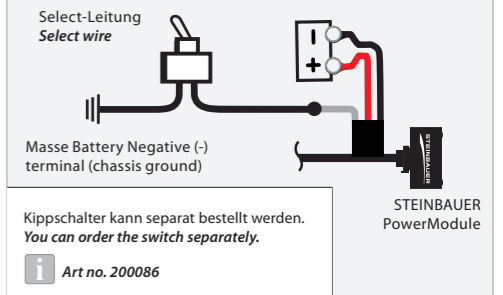 Select-Leitung
Select wire
-
+
Masse Battery Negative (-)
terminal (chassis ground)
STEINBAUER
STEINBAUER
PowerModule
Kippschalter kann separat bestellt werden.
You can order the switch separately.
i Art no. 200086